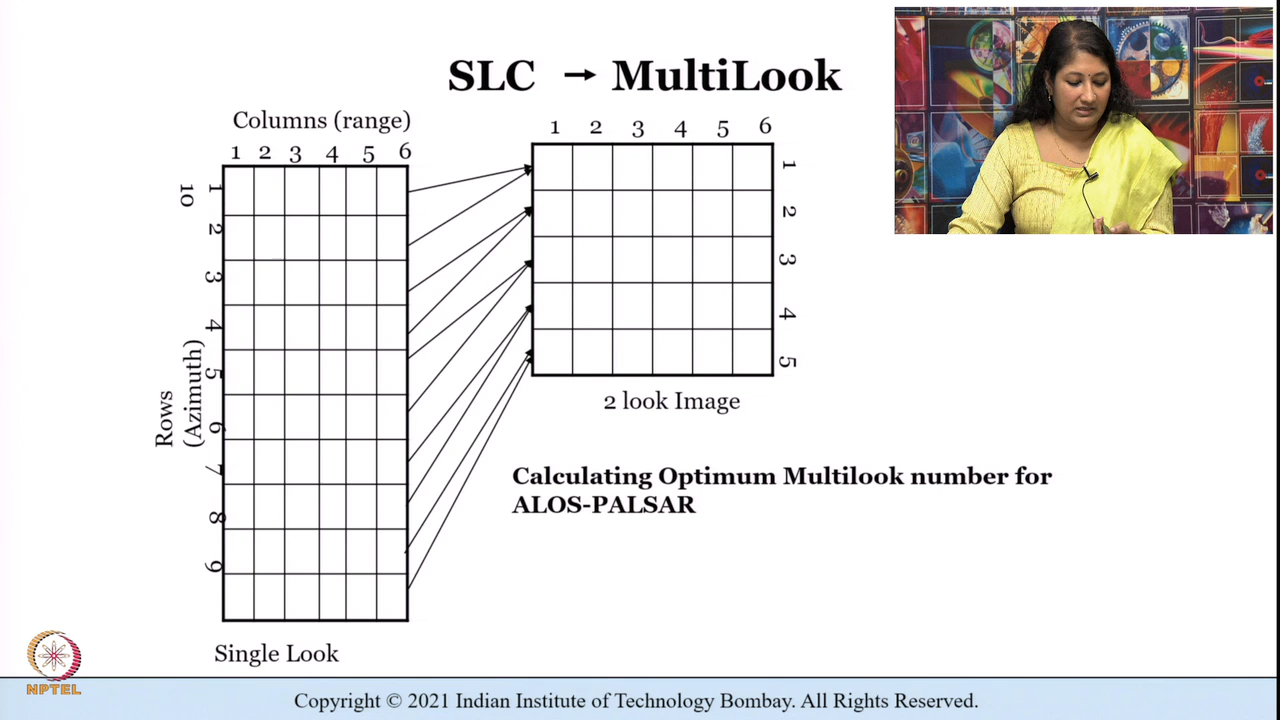 SLC → MultiLook
Columns (range)
1 2 3 4 5 6
10
1
2
3
4
5
6
7
8
9
Rows
(Azimuth)
Single Look
1 2 3 4 5 6
1
2
3
4
5
2 look Image
Calculating Optimum Multilook number for
ALOS-PALSAR
NPTEL
Copyright © 2021 Indian Institute of Technology Bombay. All Rights Reserved.